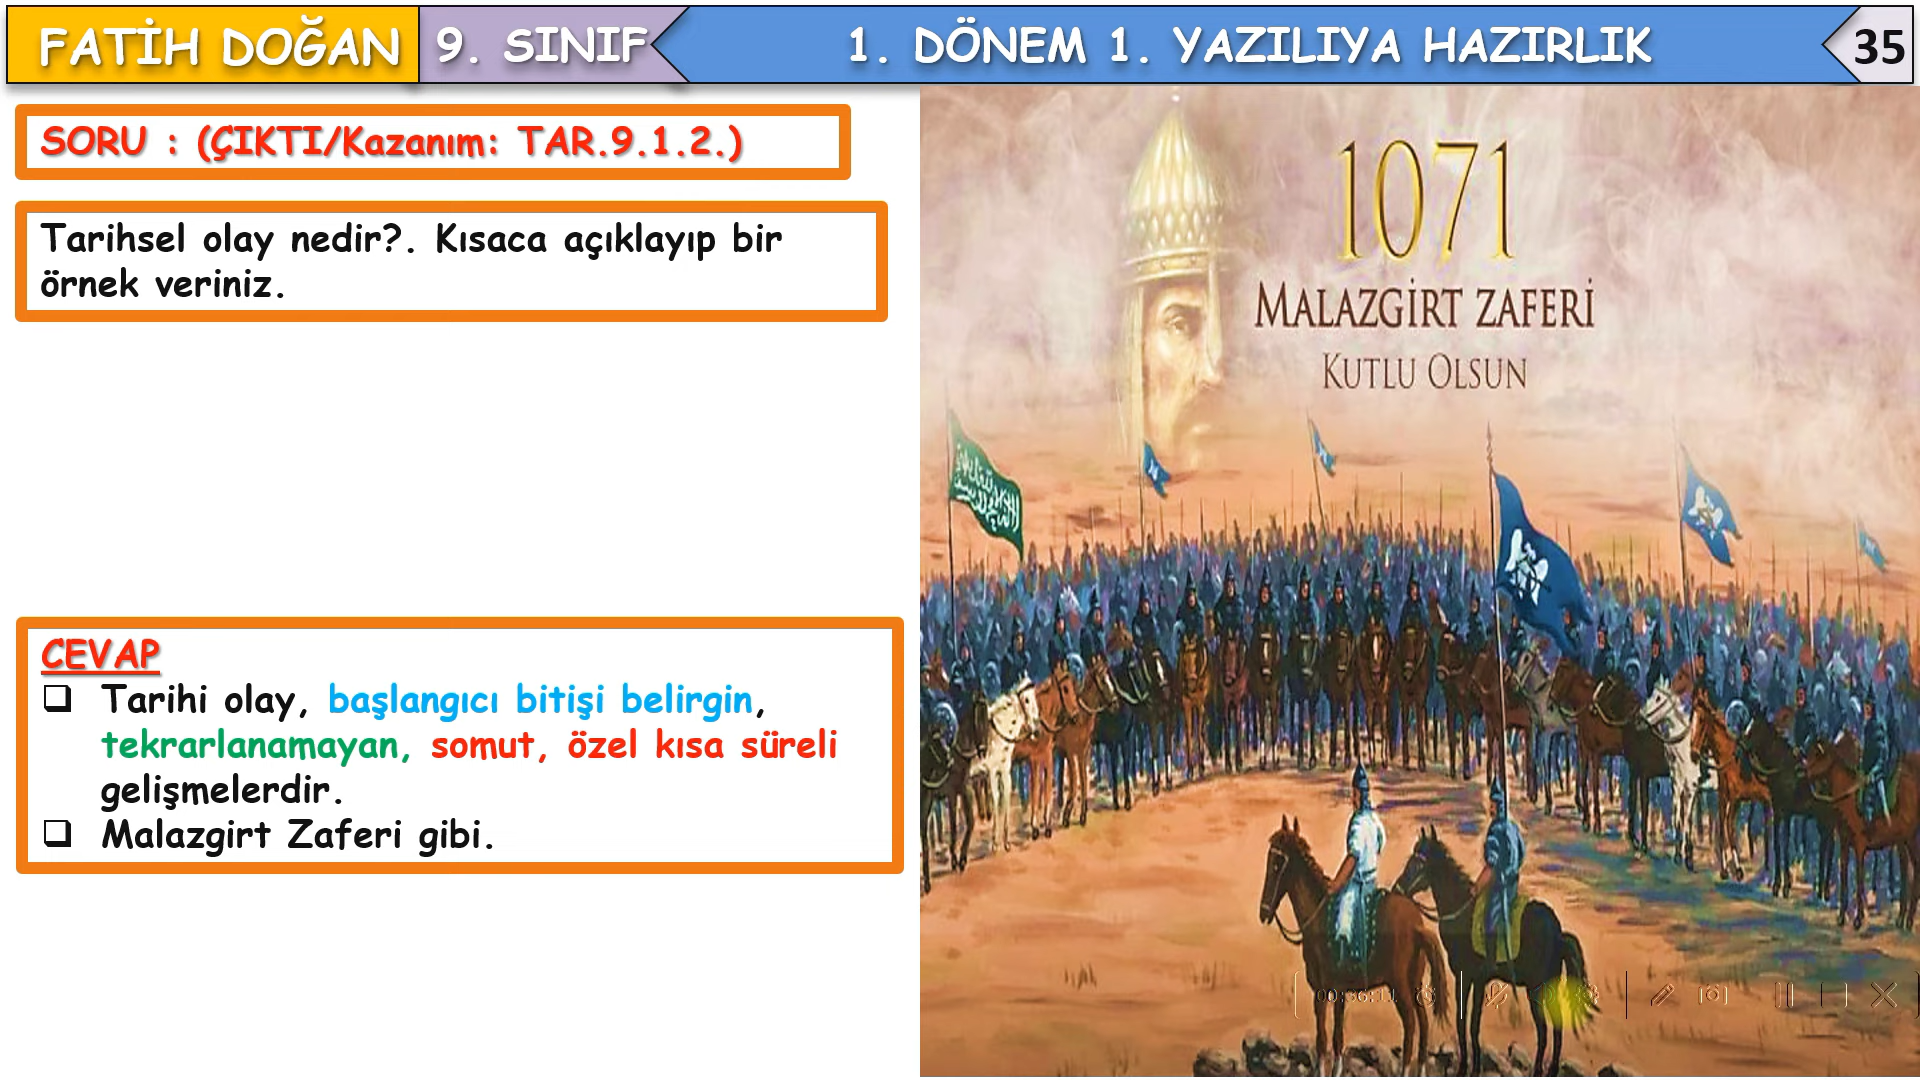 FATİH DOĞAN
9. SINIF
1. DÖNEM 1. YAZILIYA HAZIRLIK
35
SORU : (ÇIKTI/Kazanım: TAR.9.1.2.)
Tarihsel olay nedir?. Kısaca açıklayıp bir
örnek veriniz.
CEVAP
Tarihi olay, başlangıcı bitişi belirgin,
tekrarlanamayan, somut, özel kısa süreli
gelişmelerdir.
Malazgirt Zaferi gibi.
1071
MALAZGİRT ZAFERİ
KUTLU OLSUN